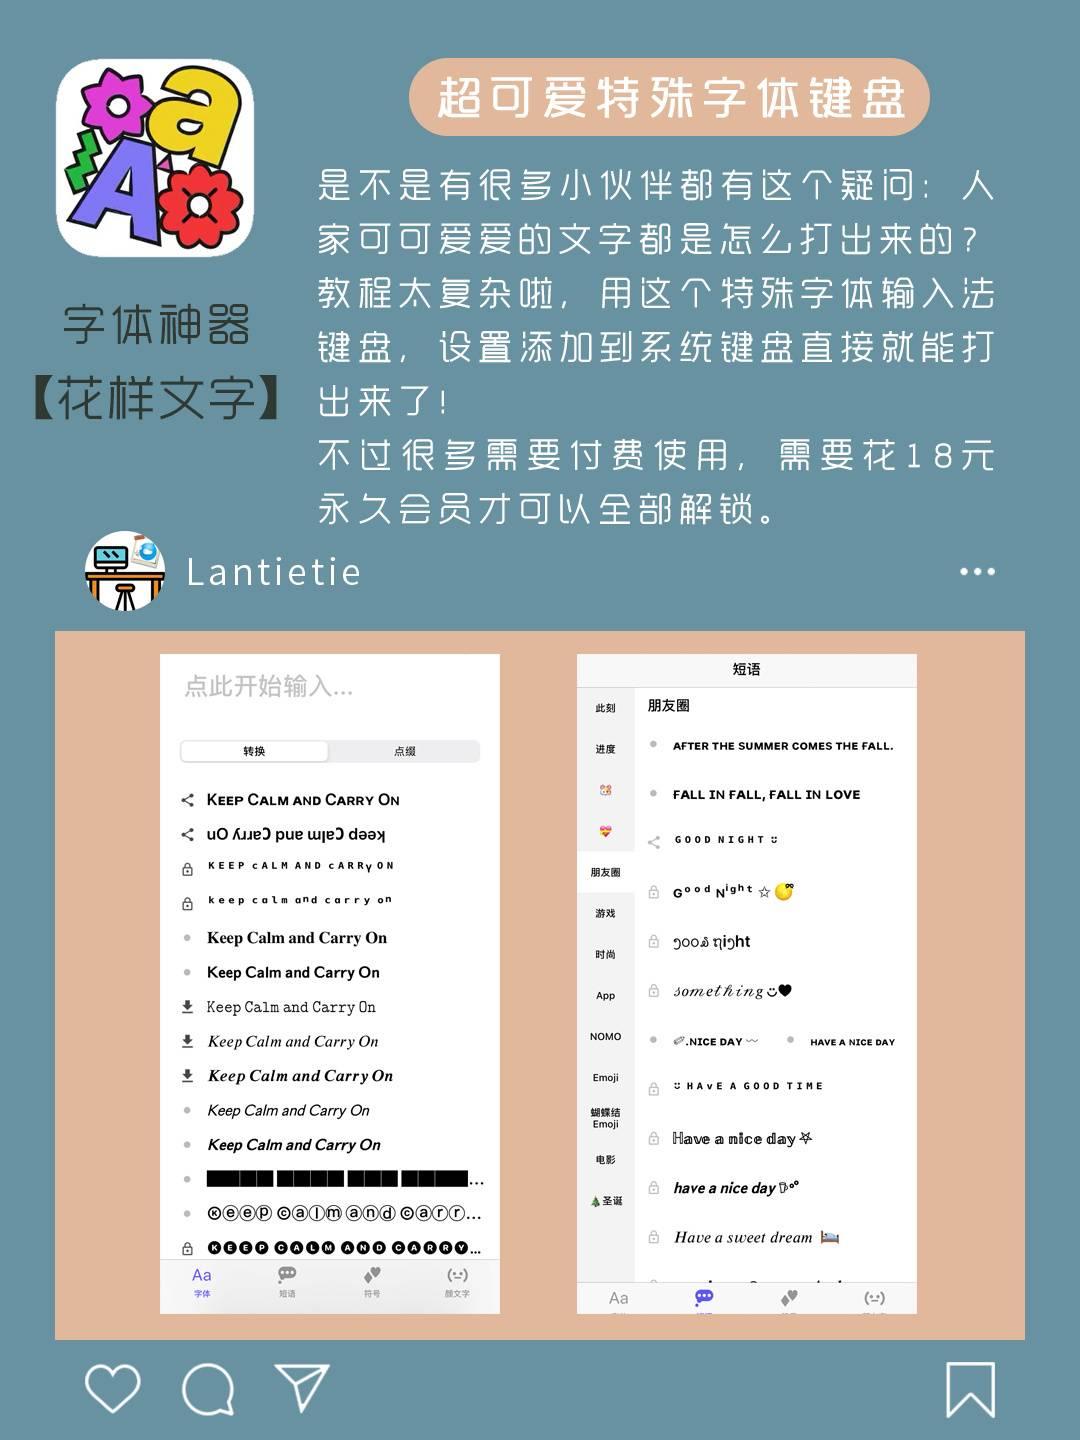 超可爱特殊字体键盘
是不是有很多小伙伴都有这个疑问：人
家可可爱爱的文字都是怎么打出来的？
教程太复杂啦，用这个特殊字体输入法
键盘，设置添加到系统键盘直接就能打
出来了！
不过很多需要付费使用，需要花18元
永久会员才可以全部解锁。
字体神器
【花样文字】
Lantietie
点此开始输入...
转换 点缀
Kᴇᴇᴘ Cᴀʟᴍ ᴀɴᴅ Cᴀʀʀʏ Oɴ
uO ʎɹɹɐƆ puɐ ɯlɐƆ dǝǝʞ
ᴷᴱᴱᴾ ᶜᴬᴸᴹ ᴬᴺᴰ ᶜᴬᴿᴿᵞ ᴼᴺ
ᵏᵉᵉᵖ ᶜᵃˡᵐ ᵃⁿᵈ ᶜᵃʳʳʸ ᵒⁿ
𝐊𝐞𝐞𝐩 𝐂𝐚𝐥𝐦 𝐚𝐧𝐝 𝐂𝐚𝐫𝐫𝐲 𝐎𝐧
𝗞𝗲𝗲𝗽 𝗖𝗮𝗹𝗺 𝗮𝗻𝗱 𝗖𝗮𝗿𝗿𝘆 𝗢𝗻
𝙺𝚎𝚎𝚙 𝙲𝚊𝚕𝚖 𝚊𝚗𝚍 𝙲𝚊𝚛𝚛𝚢 𝙾𝚗
𝐾𝑒𝑒𝑝 𝐶𝑎𝑙𝑚 𝑎𝑛𝑑 𝐶𝑎𝑟𝑟𝑦 𝑂𝑛
𝑲𝒆𝒆𝒑 𝑪𝒂𝒍𝒎 𝒂𝒏𝒅 𝑪𝒂𝒓𝒓𝒚 𝑶𝒏
𝘒𝘦𝘦𝘱 𝘊𝘢𝘭𝘮 𝘢𝘯𝘥 𝘊𝘢𝘳𝘳𝘺 𝘖𝘯
𝙆𝙚𝙚𝙥 𝘾𝙖𝙡𝙢 𝙖𝙣𝙙 𝘾𝙖𝙧𝙧𝙮 𝙊𝙣
ⓚⓔⓔⓟ ⓒⓐⓛⓜ ⓐⓝⓓ ⓒⓐⓡⓡ...
🅚🅔🅔🅟 🅒🅐🅛🅜 🅐🅝🅓 🅒🅐🅡🅡🅨...
Aa
字体 短语 符号 颜文字
短语
此刻
进度
朋友圈
游戏
时尚
App
NOMO
Emoji
蝴蝶结
Emoji
电影
🎄圣诞
朋友圈
AFTER THE SUMMER COMES THE FALL.
FALL IN FALL, FALL IN LOVE
ᴳᴼᴼᴰ ᴺᴵᴳᴴᵀ ⍨
Gᵒᵒᵈ Nⁱᵍʰᵗ ☆
ꩇoo𝓈 ꪀiꩇht
𝑠𝑜𝑚𝑒𝑡ℎ𝑖𝑛𝑔
.NICE DAY 〰 HAVE A NICE DAY
ᴴᴬᵛᴱ ᴬ ᴳᴼᴼᴰ ᵀᴵᴹᴱ
ℍ𝕒𝕧𝕖 𝕒 𝕟𝕚𝕔𝕖 𝕕𝕒𝕪 ⛧
𝙝𝙖𝙫𝙚 𝙖 𝙣𝙞𝙘𝙚 𝙙𝙖𝙮
𝐻𝑎𝑣𝑒 𝑎 𝑠𝑤𝑒𝑒𝑡 𝑑𝑟𝑒𝑎𝑚 🛌
Aa